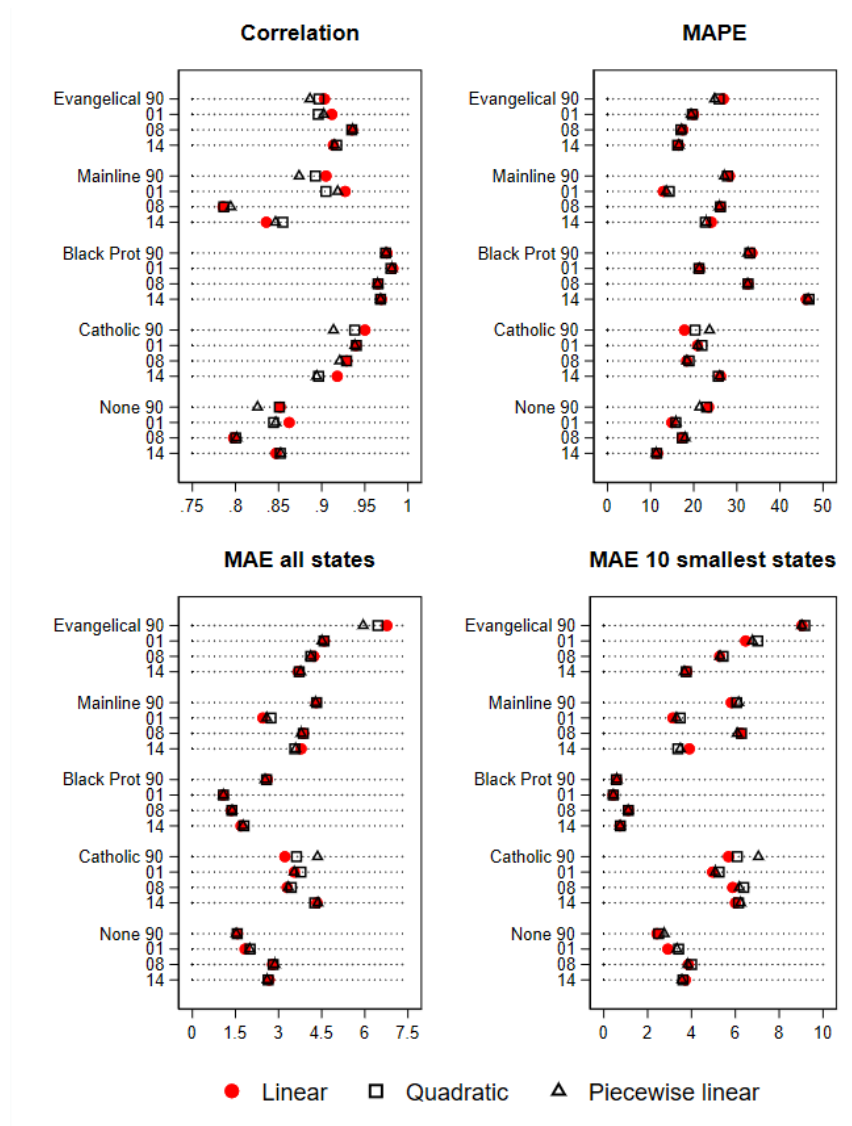 Correlation
Evangelical 90
01
08
14
Mainline 90
01
08
14
Black Prot 90
01
08
14
Catholic 90
01
08
14
None 90
01
08
14
.75 .8 .85 .9 .95 1
MAPE
Evangelical 90
01
08
14
Mainline 90
01
08
14
Black Prot 90
01
08
14
Catholic 90
01
08
14
None 90
01
08
14
0 10 20 30 40 50
MAE all states
Evangelical 90
01
08
14
Mainline 90
01
08
14
Black Prot 90
01
08
14
Catholic 90
01
08
14
None 90
01
08
14
0 1.5 3 4.5 6 7.5
MAE 10 smallest states
Evangelical 90
01
08
14
Mainline 90
01
08
14
Black Prot 90
01
08
14
Catholic 90
01
08
14
None 90
01
08
14
0 2 4 6 8 10
Linear Quadratic Piecewise linear